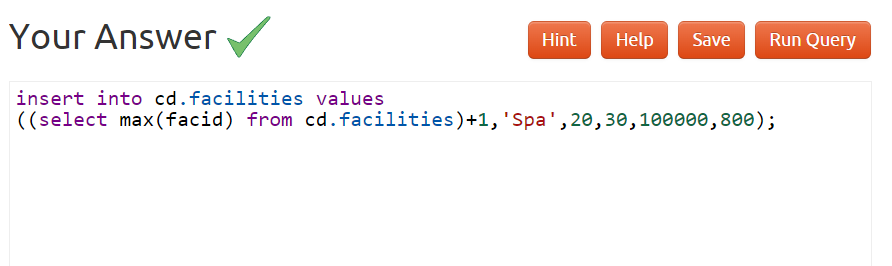 Your Answer
Hint Help Save Run Query
insert into cd.facilities values
((select max(facid) from cd.facilities)+1,'Spa',20,30,100000,800);